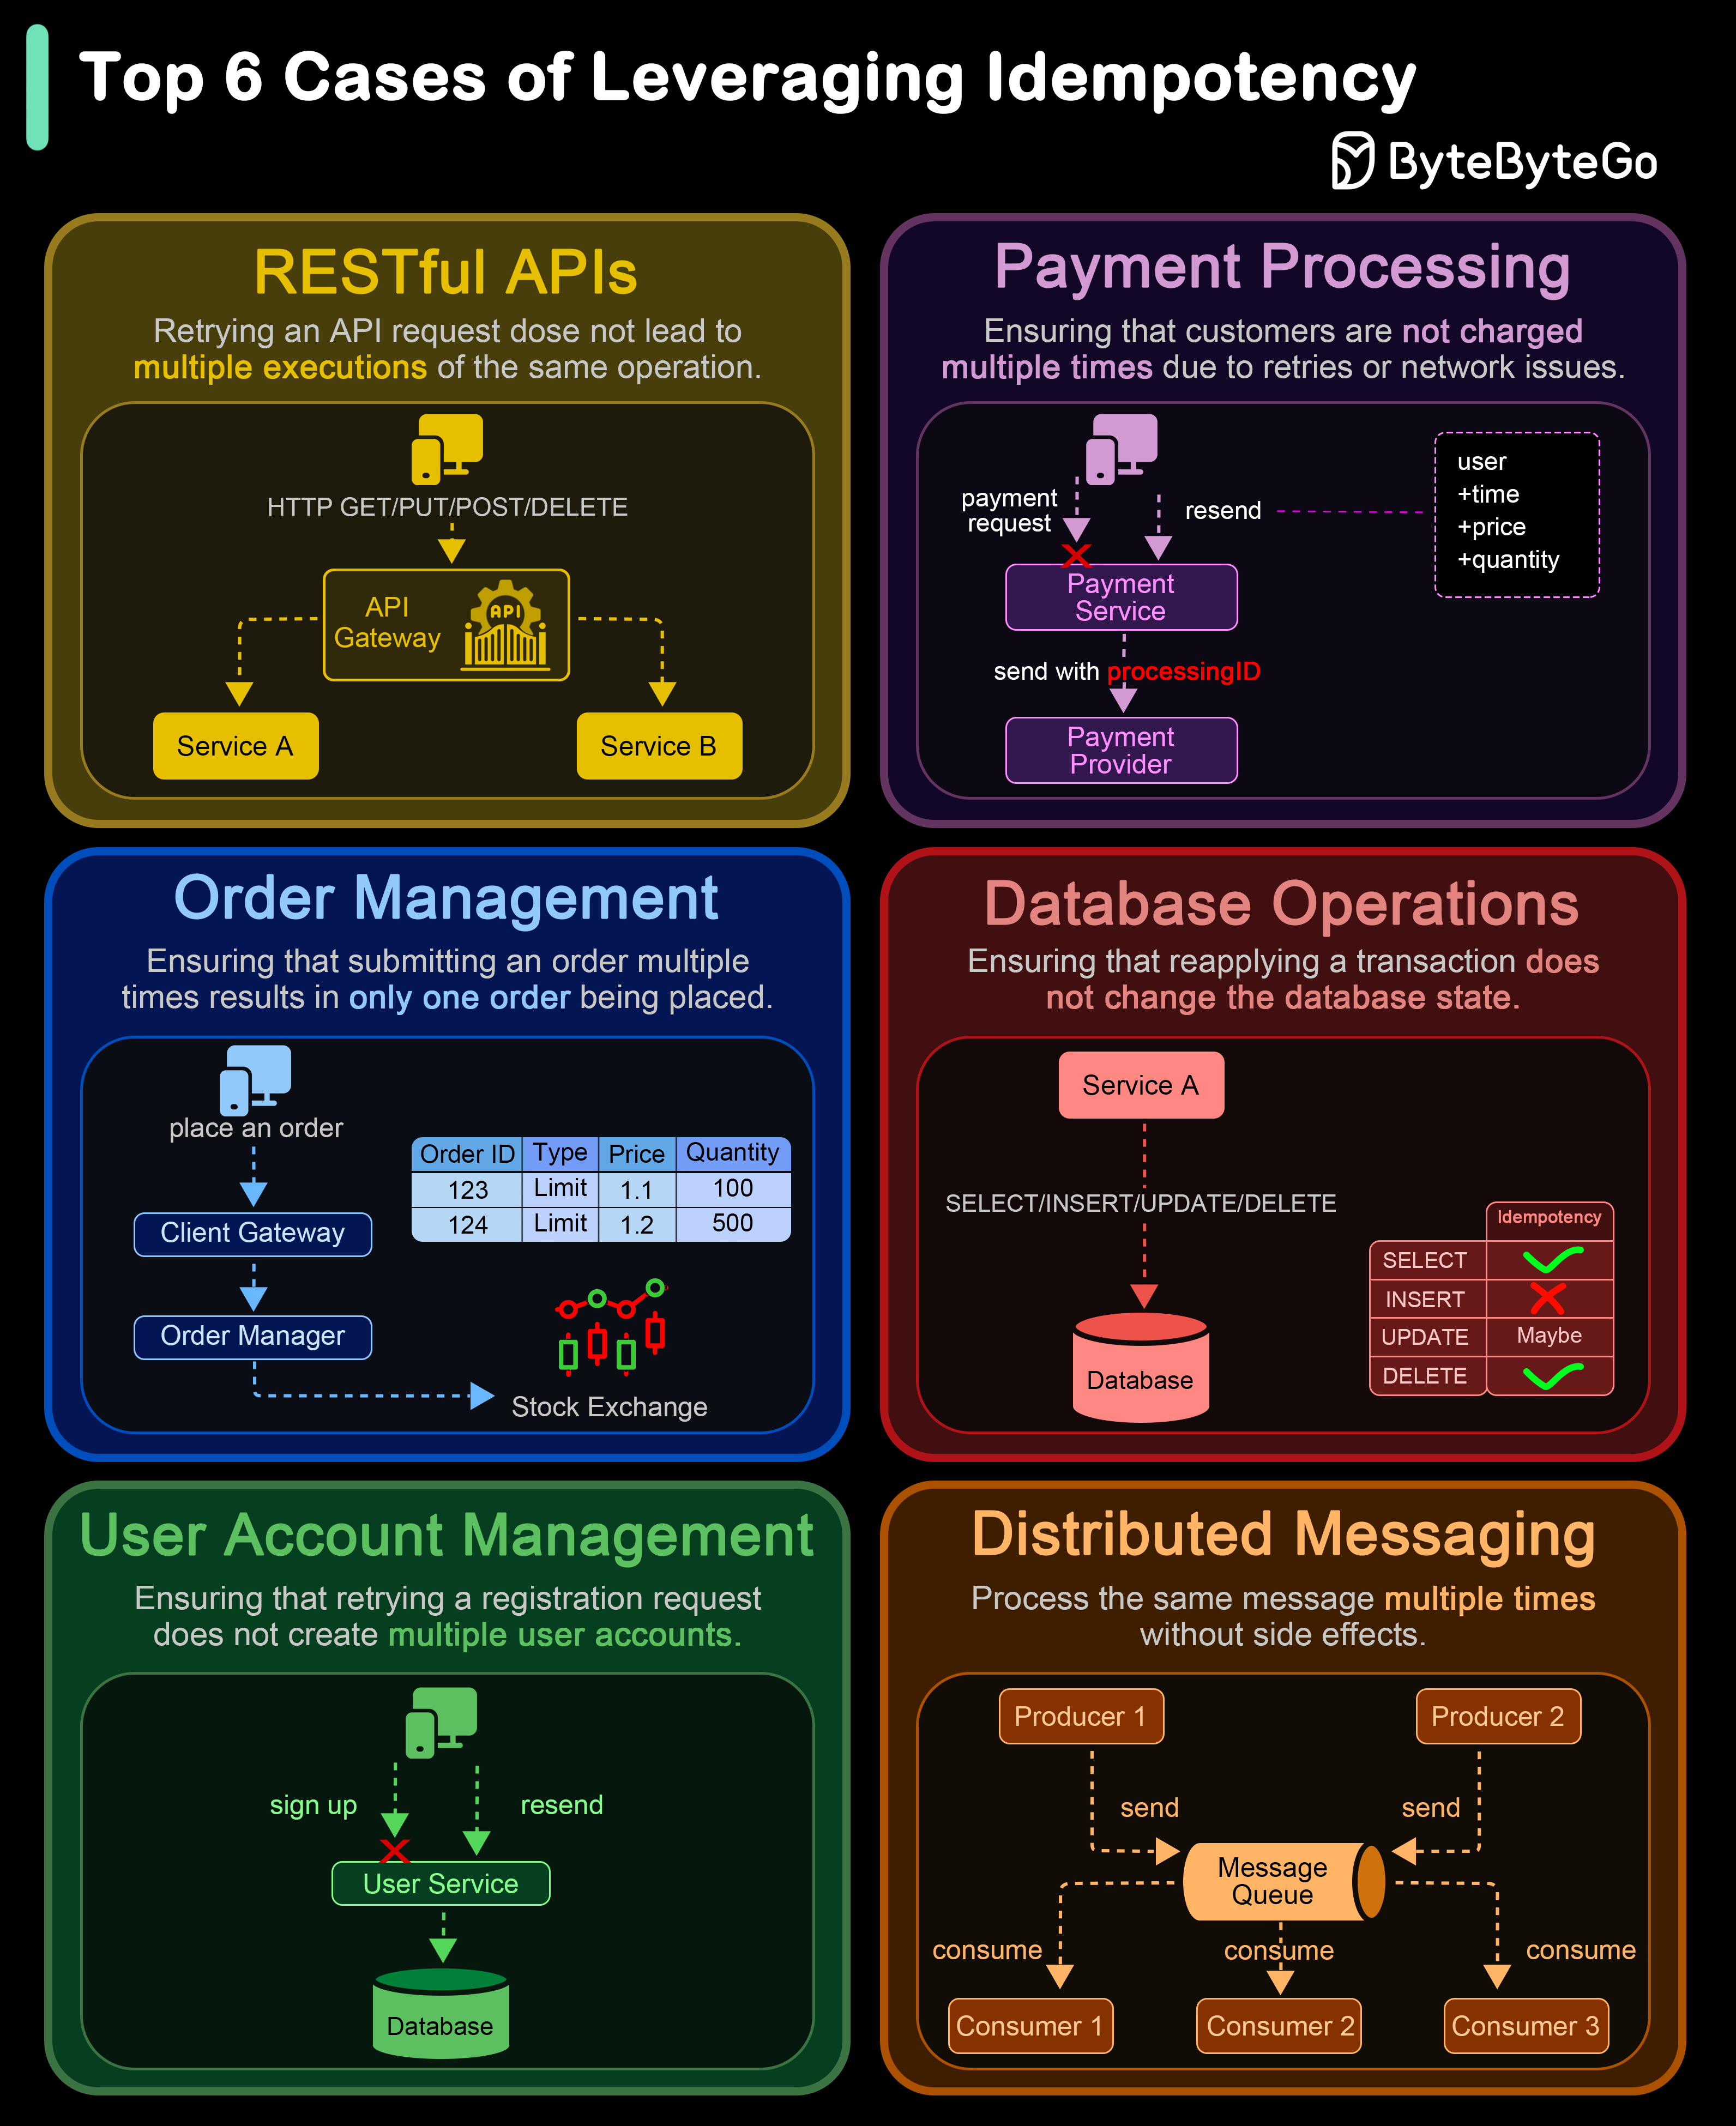 Top 6 Cases of Leveraging Idempotency
ByteByteGo
RESTful APIs
Retrying an API request dose not lead to
multiple executions of the same operation.
HTTP GET/PUT/POST/DELETE
API
Gateway
API
Service A
Service B
Payment Processing
Ensuring that customers are not charged
multiple times due to retries or network issues.
payment
request
resend
user
+time
+price
+quantity
Payment
Service
send with processingID
Payment
Provider
Order Management
Ensuring that submitting an order multiple
times results in only one order being placed.
place an order
Client Gateway
Order Manager
Order ID Type Price Quantity
123 Limit 1.1 100
124 Limit 1.2 500
Stock Exchange
Database Operations
Ensuring that reapplying a transaction does
not change the database state.
Service A
SELECT/INSERT/UPDATE/DELETE
Database
Idempotency
SELECT
INSERT
UPDATE Maybe
DELETE
User Account Management
Ensuring that retrying a registration request
does not create multiple user accounts.
sign up
resend
User Service
Database
Distributed Messaging
Process the same message multiple times
without side effects.
Producer 1
Producer 2
send
send
Message
Queue
consume
consume
consume
Consumer 1
Consumer 2
Consumer 3